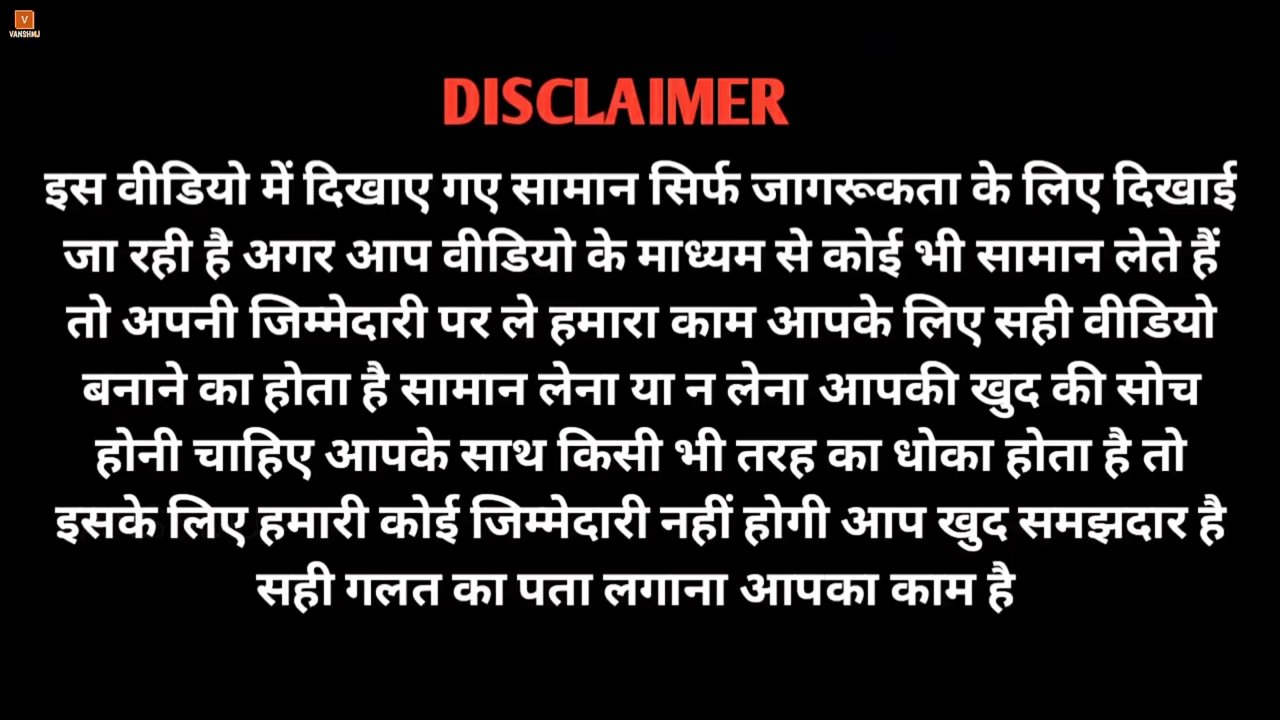 V
VANSHMJ
DISCLAIMER
इस वीडियो में दिखाए गए सामान सिर्फ जागरूकता के लिए दिखाई
जा रही है अगर आप वीडियो के माध्यम से कोई भी सामान लेते हैं
तो अपनी जिम्मेदारी पर ले हमारा काम आपके लिए सही वीडियो
बनाने का होता है सामान लेना या न लेना आपकी खुद की सोच
होनी चाहिए आपके साथ किसी भी तरह का धोका होता है तो
इसके लिए हमारी कोई जिम्मेदारी नहीं होगी आप खुद समझदार है
सही गलत का पता लगाना आपका काम है